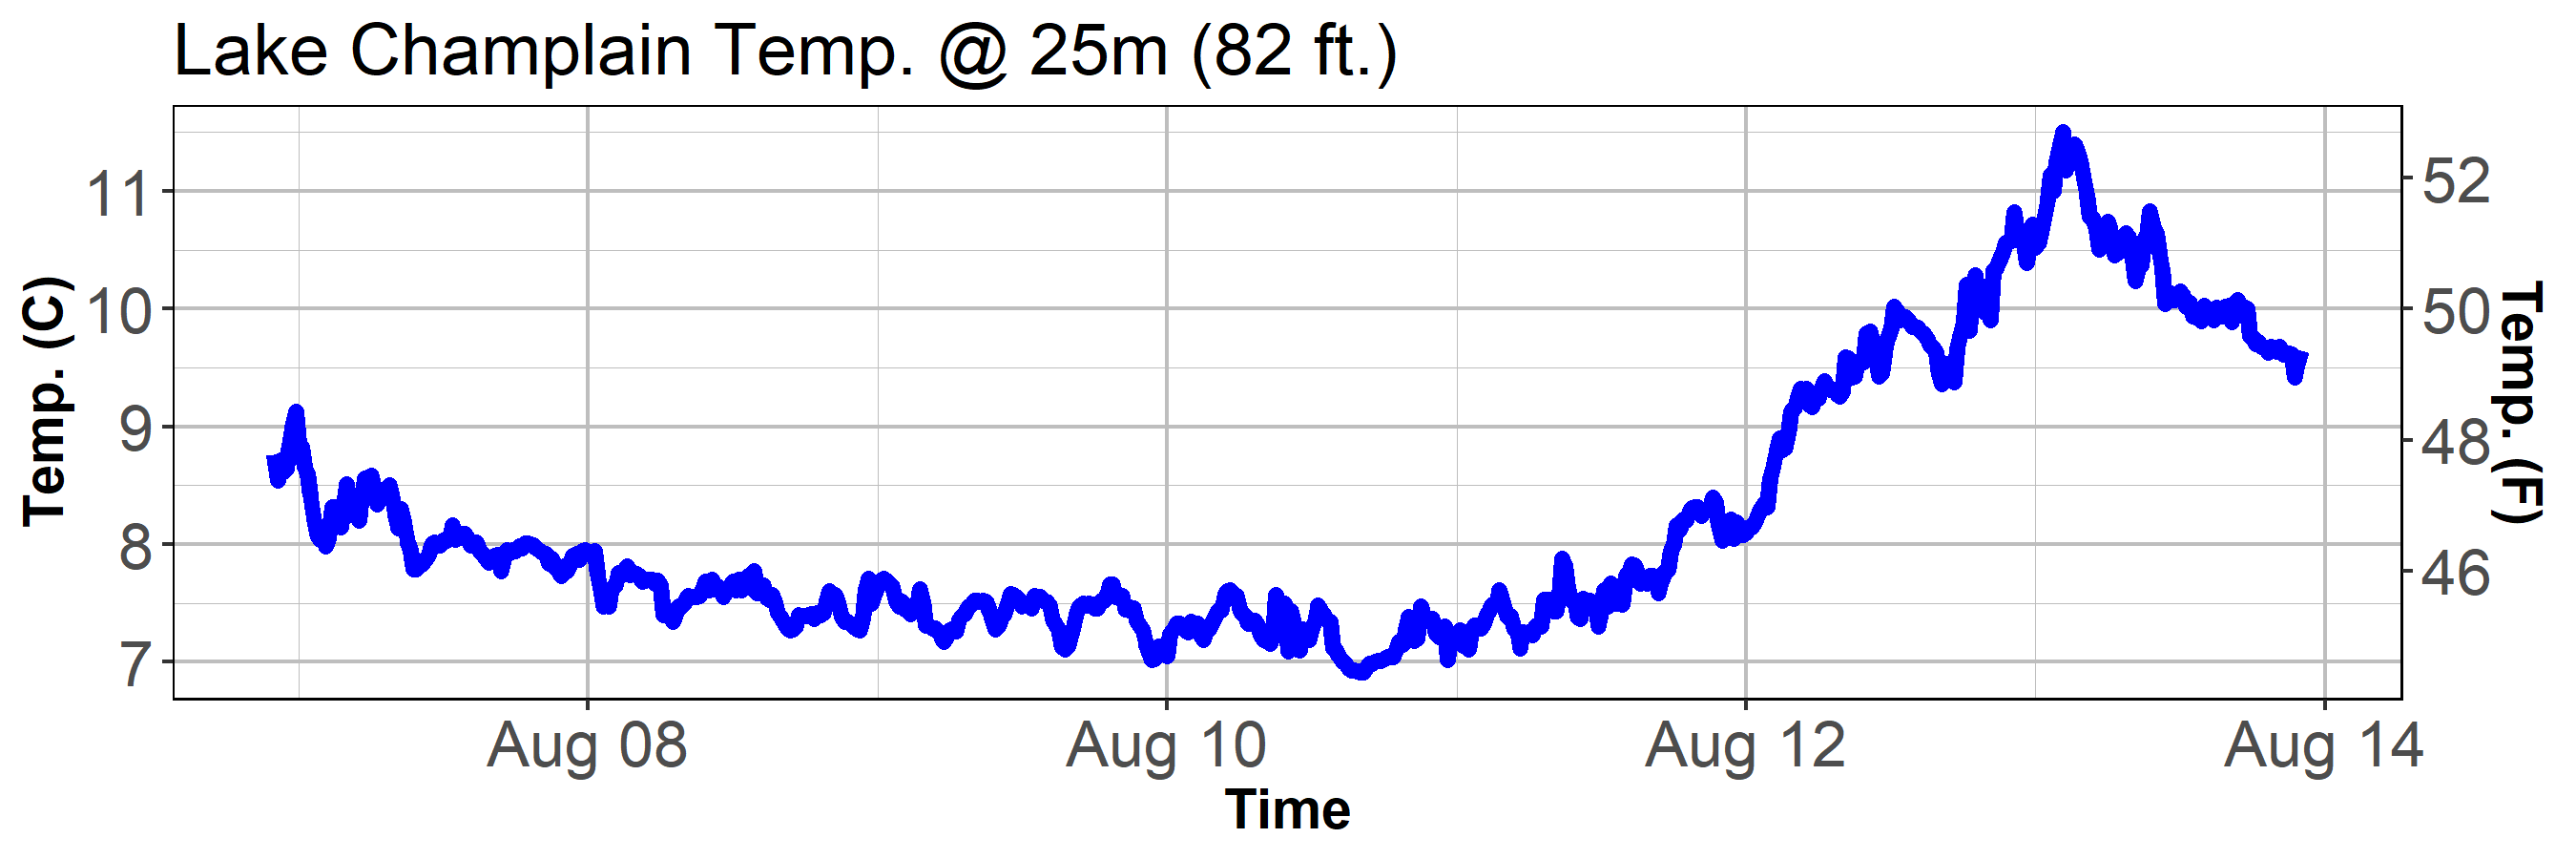 Lake Champlain Temp. @ 25m (82 ft.)
Temp. (C)
11
10
9
8
7
52
50
48
46
Temp. (F)
Aug 08
Aug 10
Aug 12
Aug 14
Time